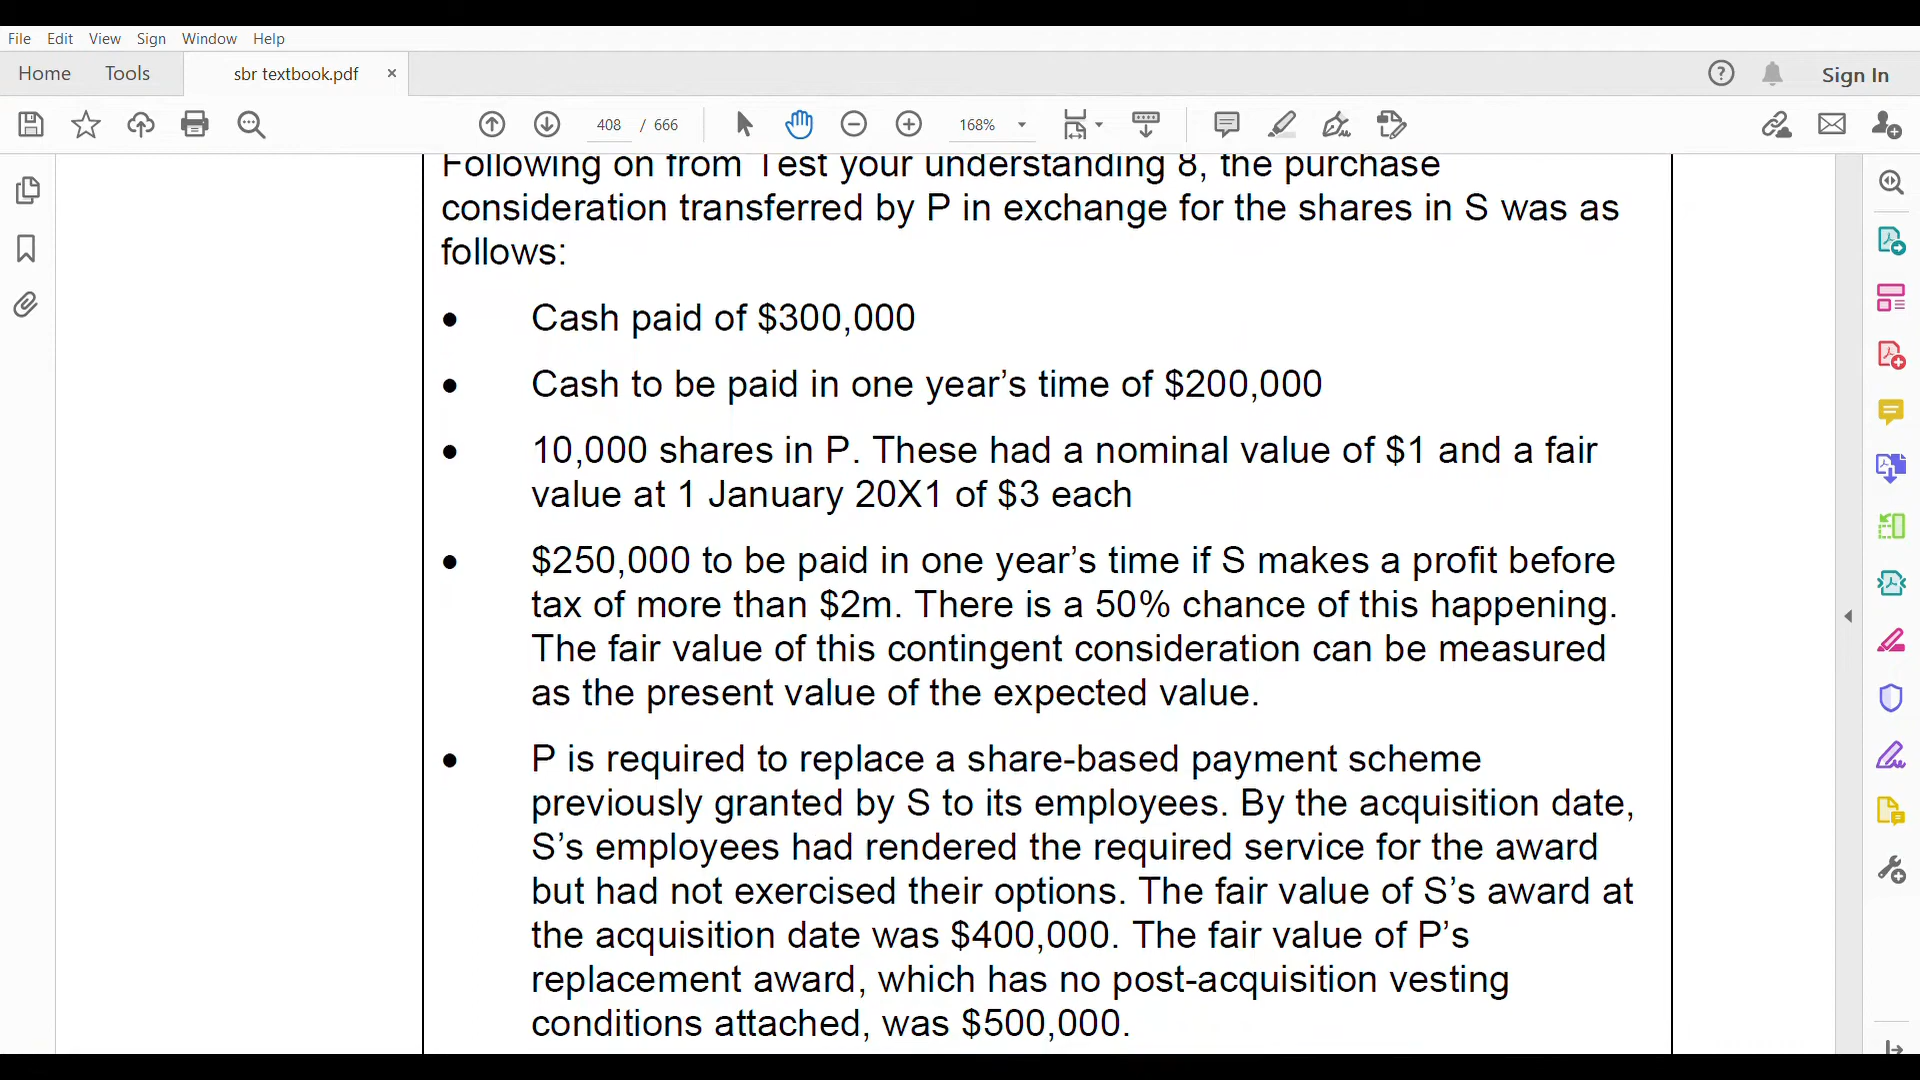 File Edit View Sign Window Help
Home Tools sbr textbook.pdf × Sign In
408 / 666 168%
Following on from Test your understanding 8, the purchase
consideration transferred by P in exchange for the shares in S was as
follows:
• Cash paid of $300,000
• Cash to be paid in one year’s time of $200,000
• 10,000 shares in P. These had a nominal value of $1 and a fair
value at 1 January 20X1 of $3 each
• $250,000 to be paid in one year’s time if S makes a profit before
tax of more than $2m. There is a 50% chance of this happening.
The fair value of this contingent consideration can be measured
as the present value of the expected value.
• P is required to replace a share-based payment scheme
previously granted by S to its employees. By the acquisition date,
S’s employees had rendered the required service for the award
but had not exercised their options. The fair value of S’s award at
the acquisition date was $400,000. The fair value of P’s
replacement award, which has no post-acquisition vesting
conditions attached, was $500,000.